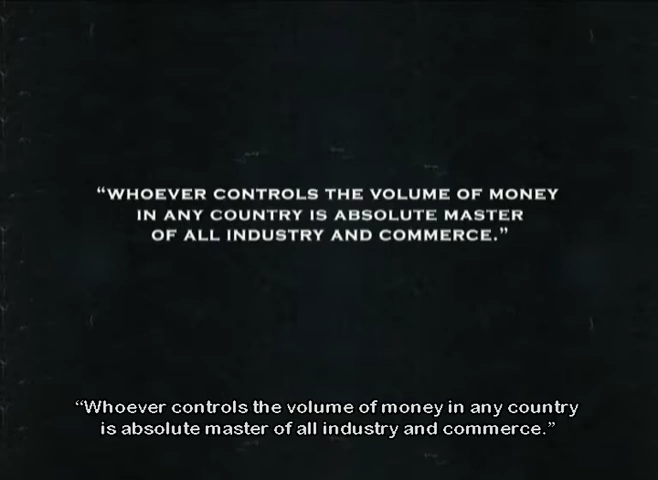 “WHOEVER CONTROLS THE VOLUME OF MONEY
IN ANY COUNTRY IS ABSOLUTE MASTER
OF ALL INDUSTRY AND COMMERCE.”
“Whoever controls the volume of money in any country
is absolute master of all industry and commerce.”